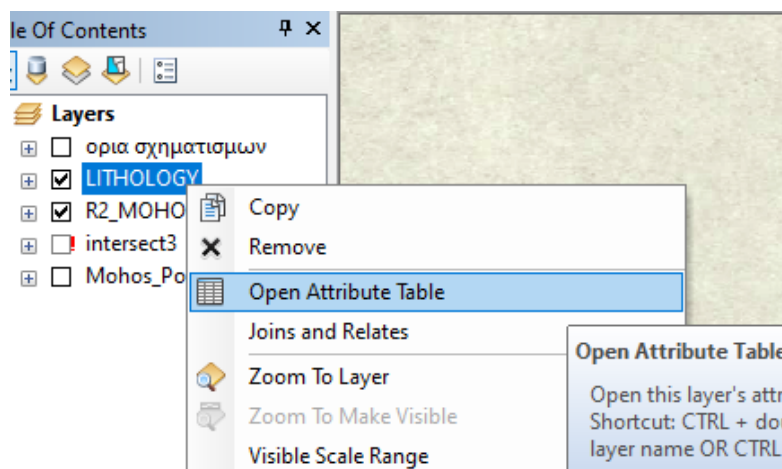 le Of Contents
Layers
ορια σχηματισμων
LITHOLOGY
R2_MOHO
intersect3
Mohos_Po
Copy
Remove
Open Attribute Table
Joins and Relates
Zoom To Layer
Zoom To Make Visible
Visible Scale Range
Open Attribute Table
Open this layer's attr
Shortcut: CTRL + dou
layer name OR CTRL